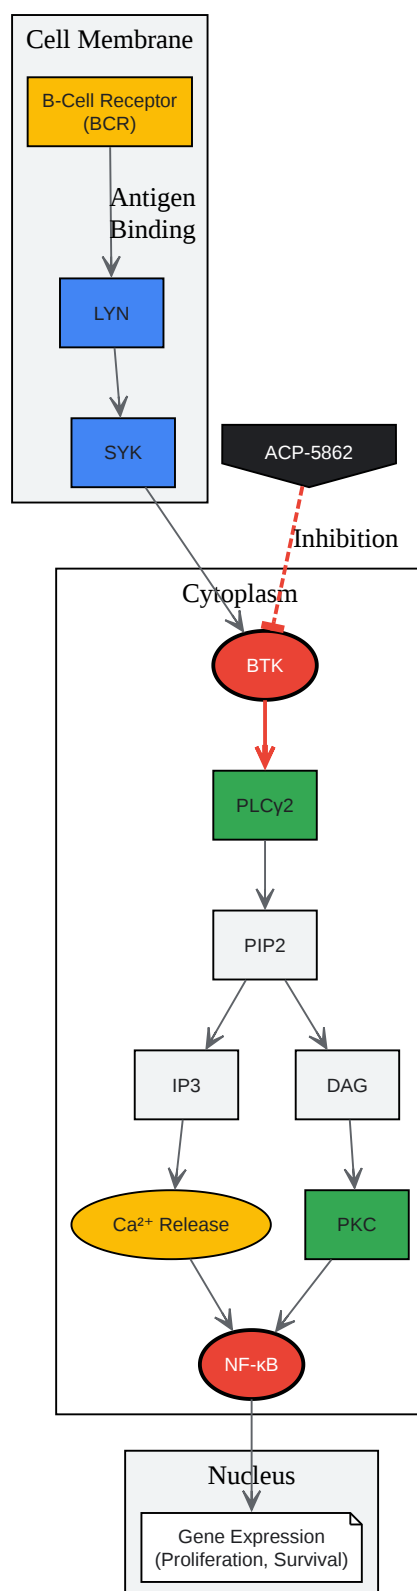 Cell Membrane
B-Cell Receptor
(BCR)
Antigen
Binding
LYN
SYK
ACP-5862
Inhibition
Cytoplasm
BTK
PLCγ2
PIP2
IP3
DAG
Ca²⁺ Release
PKC
NF-κB
Nucleus
Gene Expression
(Proliferation, Survival)